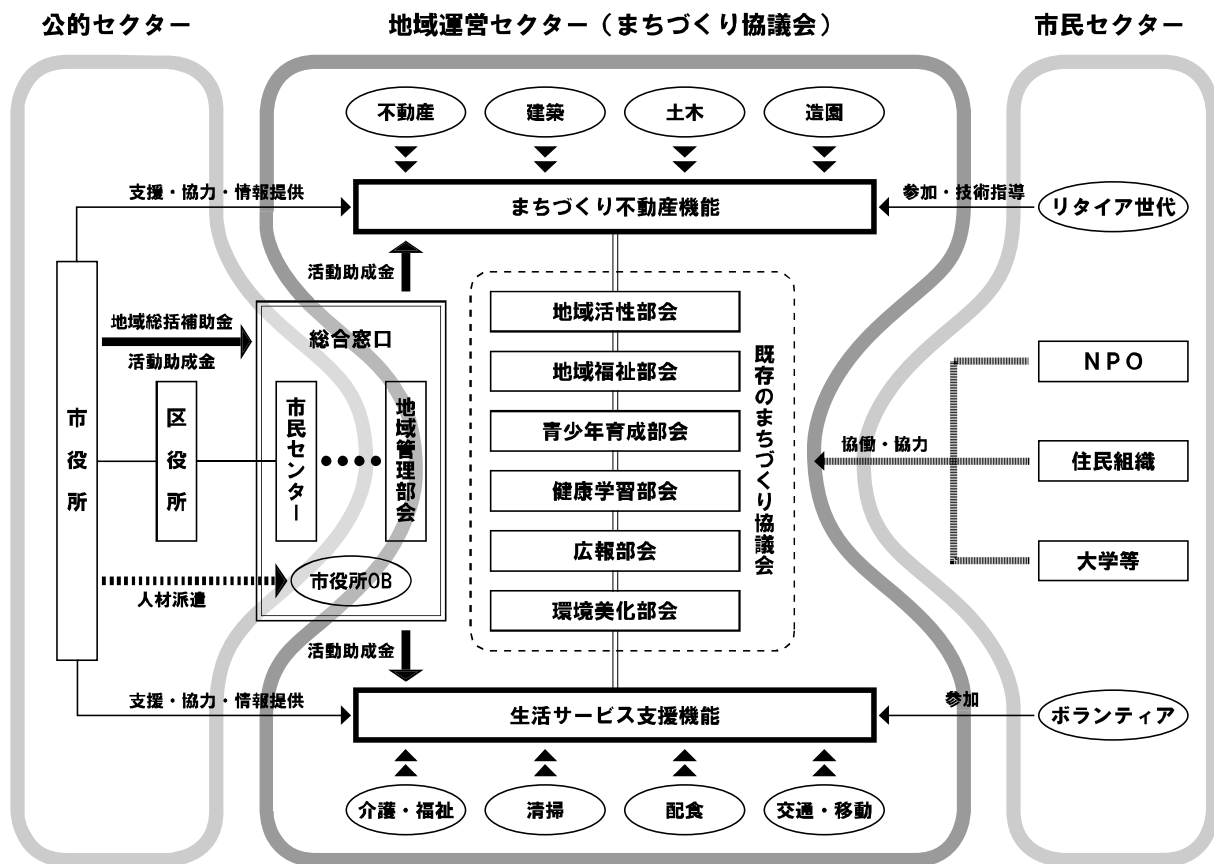 公的セクター
地域運営セクター（まちづくり協議会）
市民セクター
不動産
建築
土木
造園
支援・協力・情報提供
まちづくり不動産機能
参加・技術指導
リタイア世代
活動助成金
地域総括補助金
活動助成金
総合窓口
市役所
区役所
市民センター
地域管理部会
市役所OB
人材派遣
地域活性部会
地域福祉部会
青少年育成部会
健康学習部会
広報部会
環境美化部会
既存のまちづくり協議会
協働・協力
NPO
住民組織
大学等
活動助成金
支援・協力・情報提供
生活サービス支援機能
参加
ボランティア
介護・福祉
清掃
配食
交通・移動